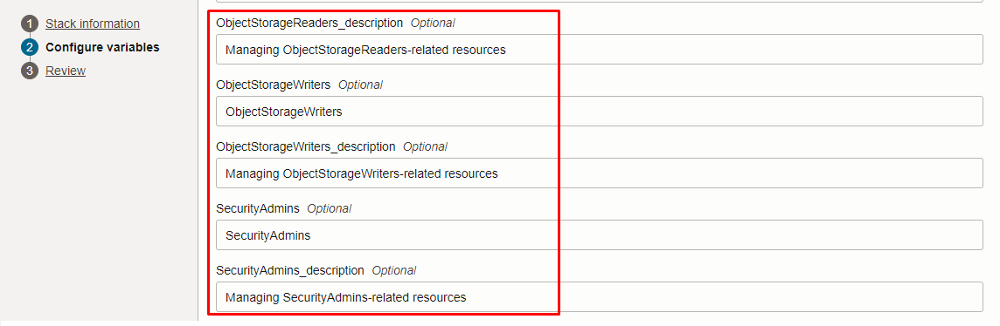 1 Stack information
2 Configure variables
3 Review
ObjectStorageReaders_description Optional
Managing ObjectStorageReaders-related resources
ObjectStorageWriters Optional
ObjectStorageWriters
ObjectStorageWriters_description Optional
Managing ObjectStorageWriters-related resources
SecurityAdmins Optional
SecurityAdmins
SecurityAdmins_description Optional
Managing SecurityAdmins-related resources